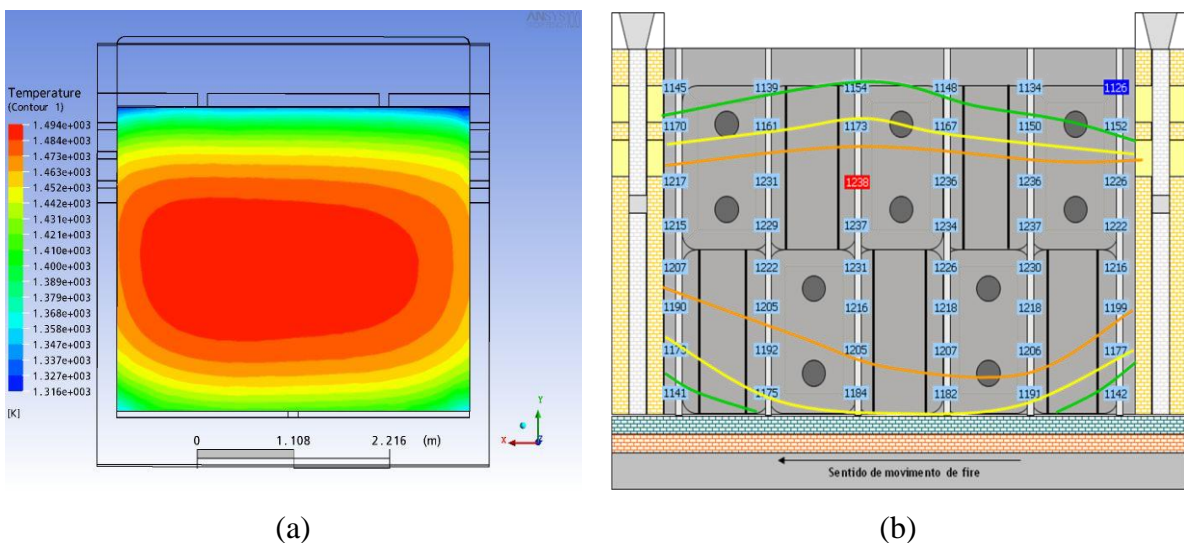 Temperature
(Contour 1)
1.494e+003
1.484e+003
1.473e+003
1.463e+003
1.452e+003
1.442e+003
1.431e+003
1.421e+003
1.410e+003
1.400e+003
1.389e+003
1.379e+003
1.368e+003
1.358e+003
1.347e+003
1.337e+003
1.327e+003
1.316e+003
[K]
0 1.108 2.216 (m)
Y
X
Z
(a)
1145 1139 1154 1148 1134 1126
1170 1161 1173 1167 1150 1152
1217 1231 1238 1236 1236 1226
1215 1229 1237 1234 1237 1222
1207 1222 1231 1226 1230 1216
1190 1205 1216 1218 1218 1199
1192 1205 1207 1206 1177
1141 1175 1184 1182 1191 1142
Sentido de movimento de fire
(b)